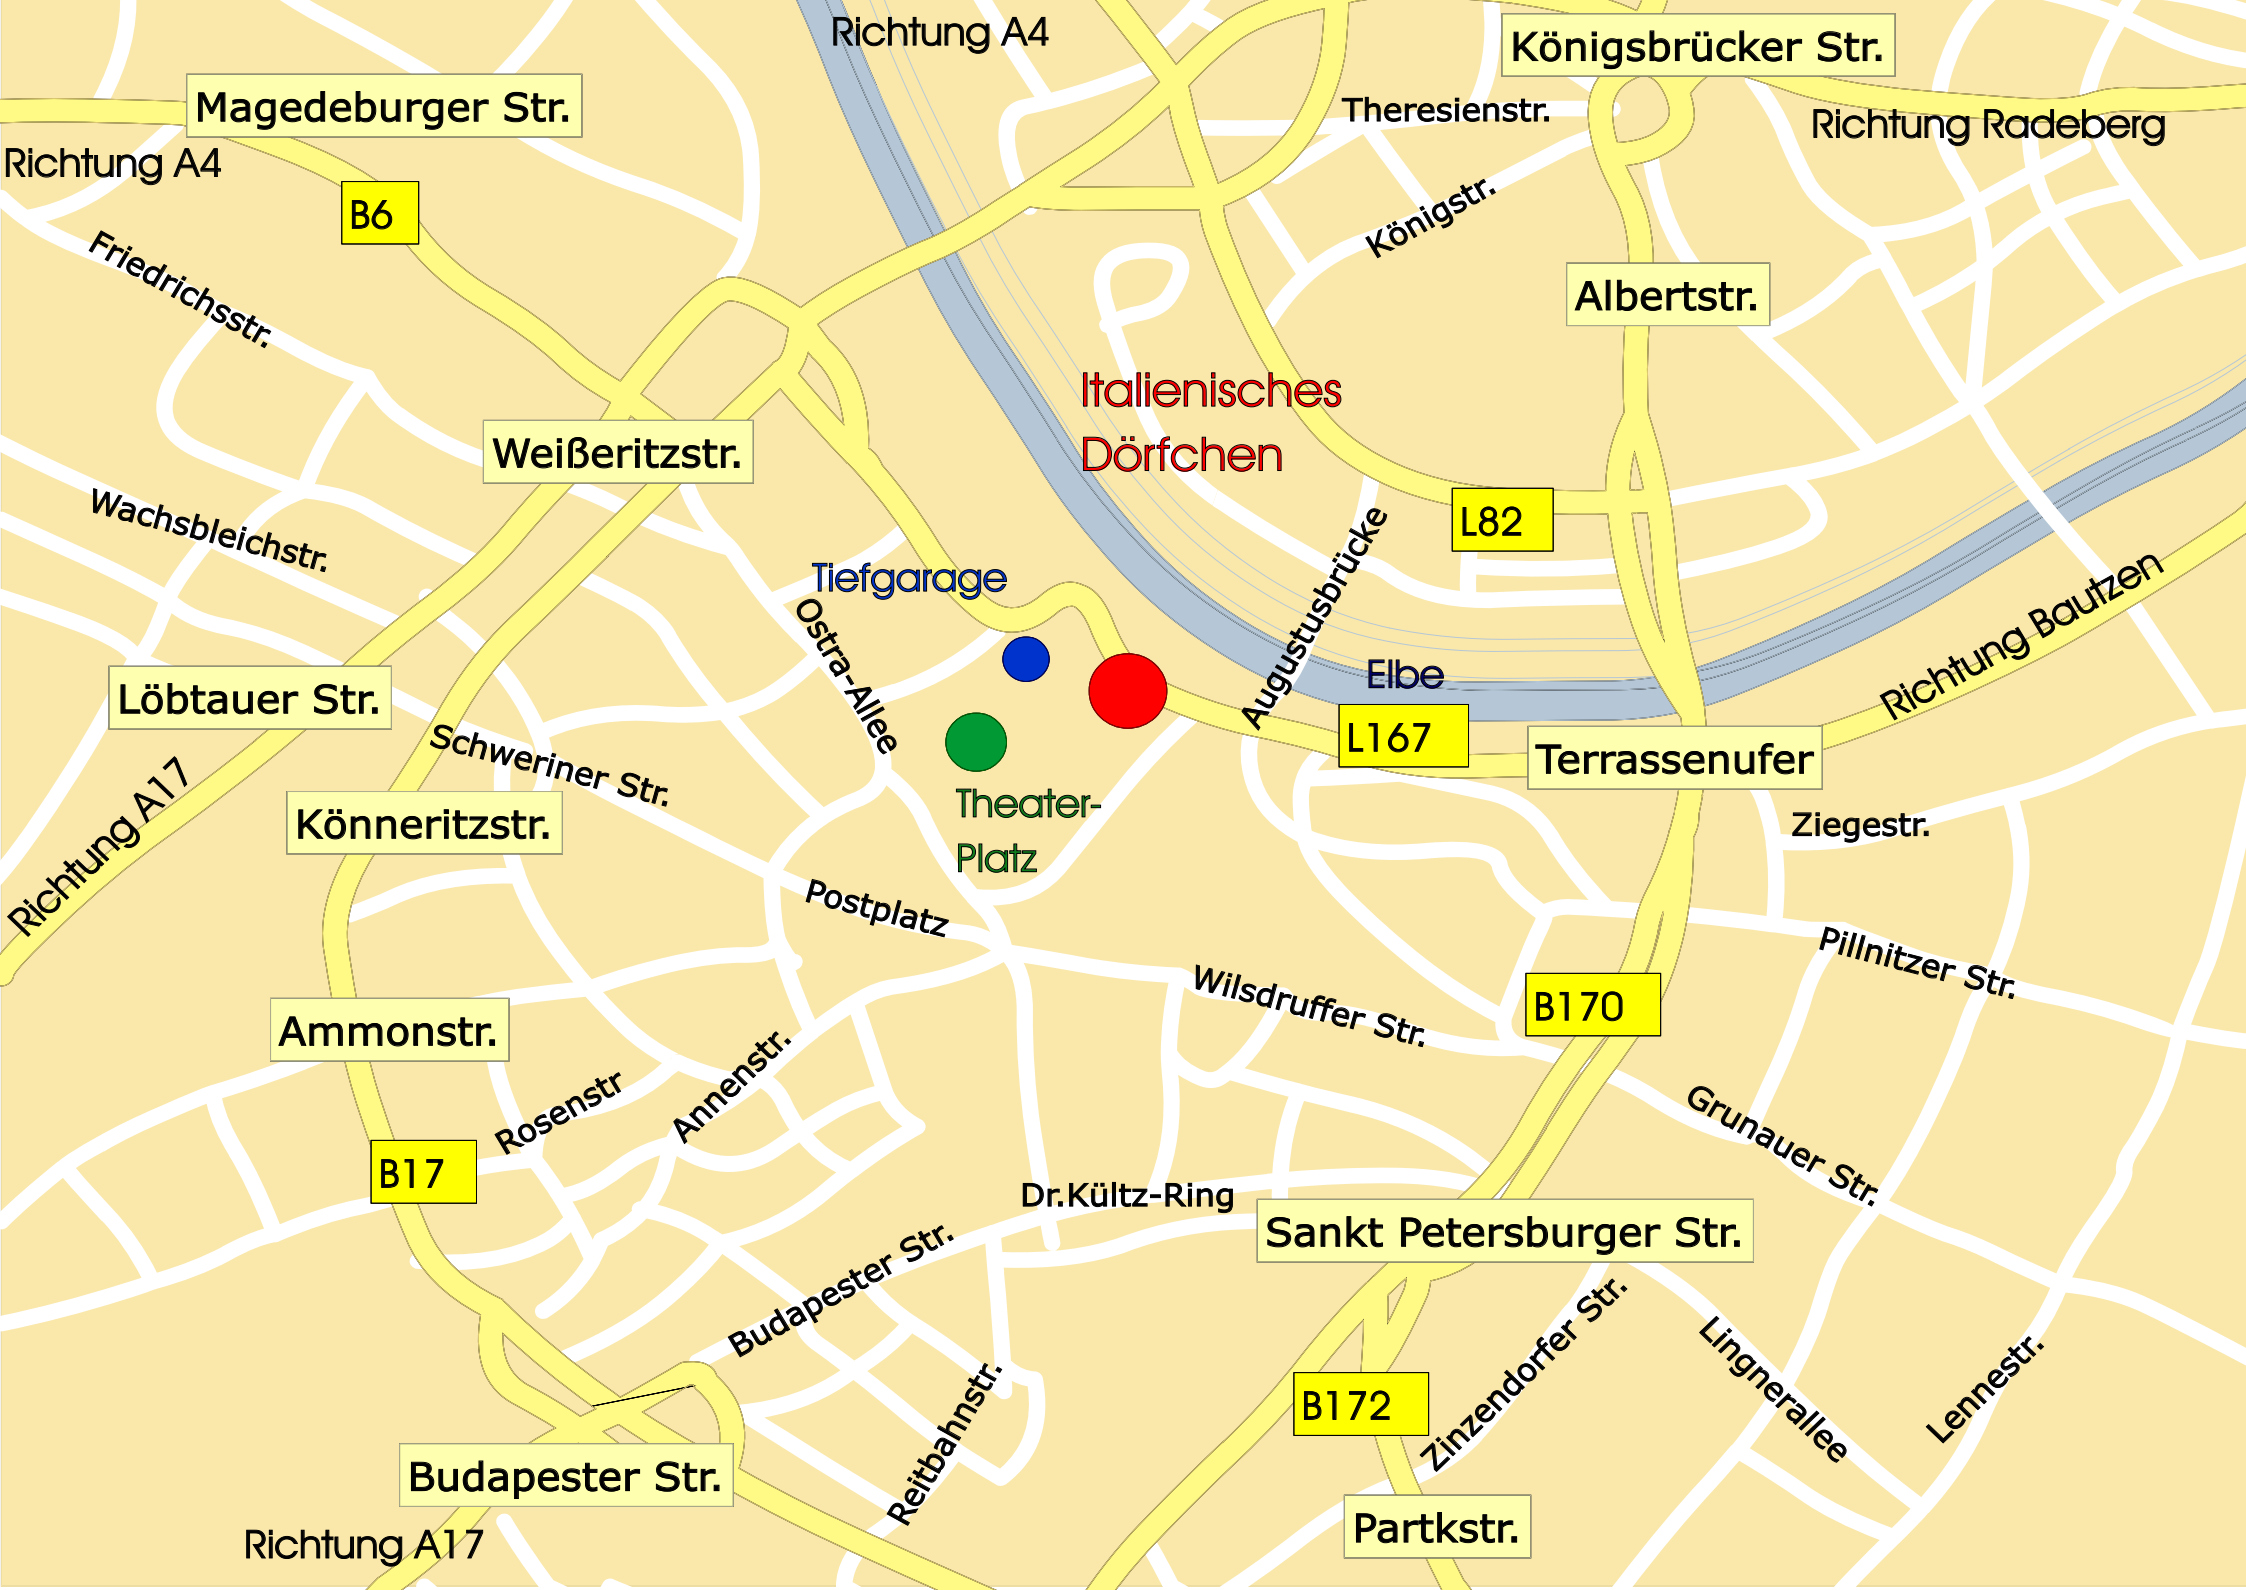 Richtung A4
Königsbrücker Str.
Magedeburger Str.
Theresienstr.
Richtung Radeberg
Richtung A4
B6
Königstr.
Friedrichsstr.
Albertstr.
Italienisches
Dörfchen
Weißeritzstr.
Wachsbleichstr.
L82
Tiefgarage
Augustusbrücke
Richtung Bautzen
Ostra-Allee
Elbe
Löbtauer Str.
L167
Terrassenufer
Schweriner Str.
Richtung A17
Könneritzstr.
Theater-
Platz
Ziegestr.
Postplatz
Pillnitzer Str.
Wilsdruffer Str.
B170
Ammonstr.
Annenstr.
Rosenstr
Grunauer Str.
B17
Dr.Kültz-Ring
Sankt Petersburger Str.
Budapester Str.
Zinzendorfer Str.
Lingnerallee
Lennestr.
B172
Reitbahnstr.
Budapester Str.
Partkstr.
Richtung A17